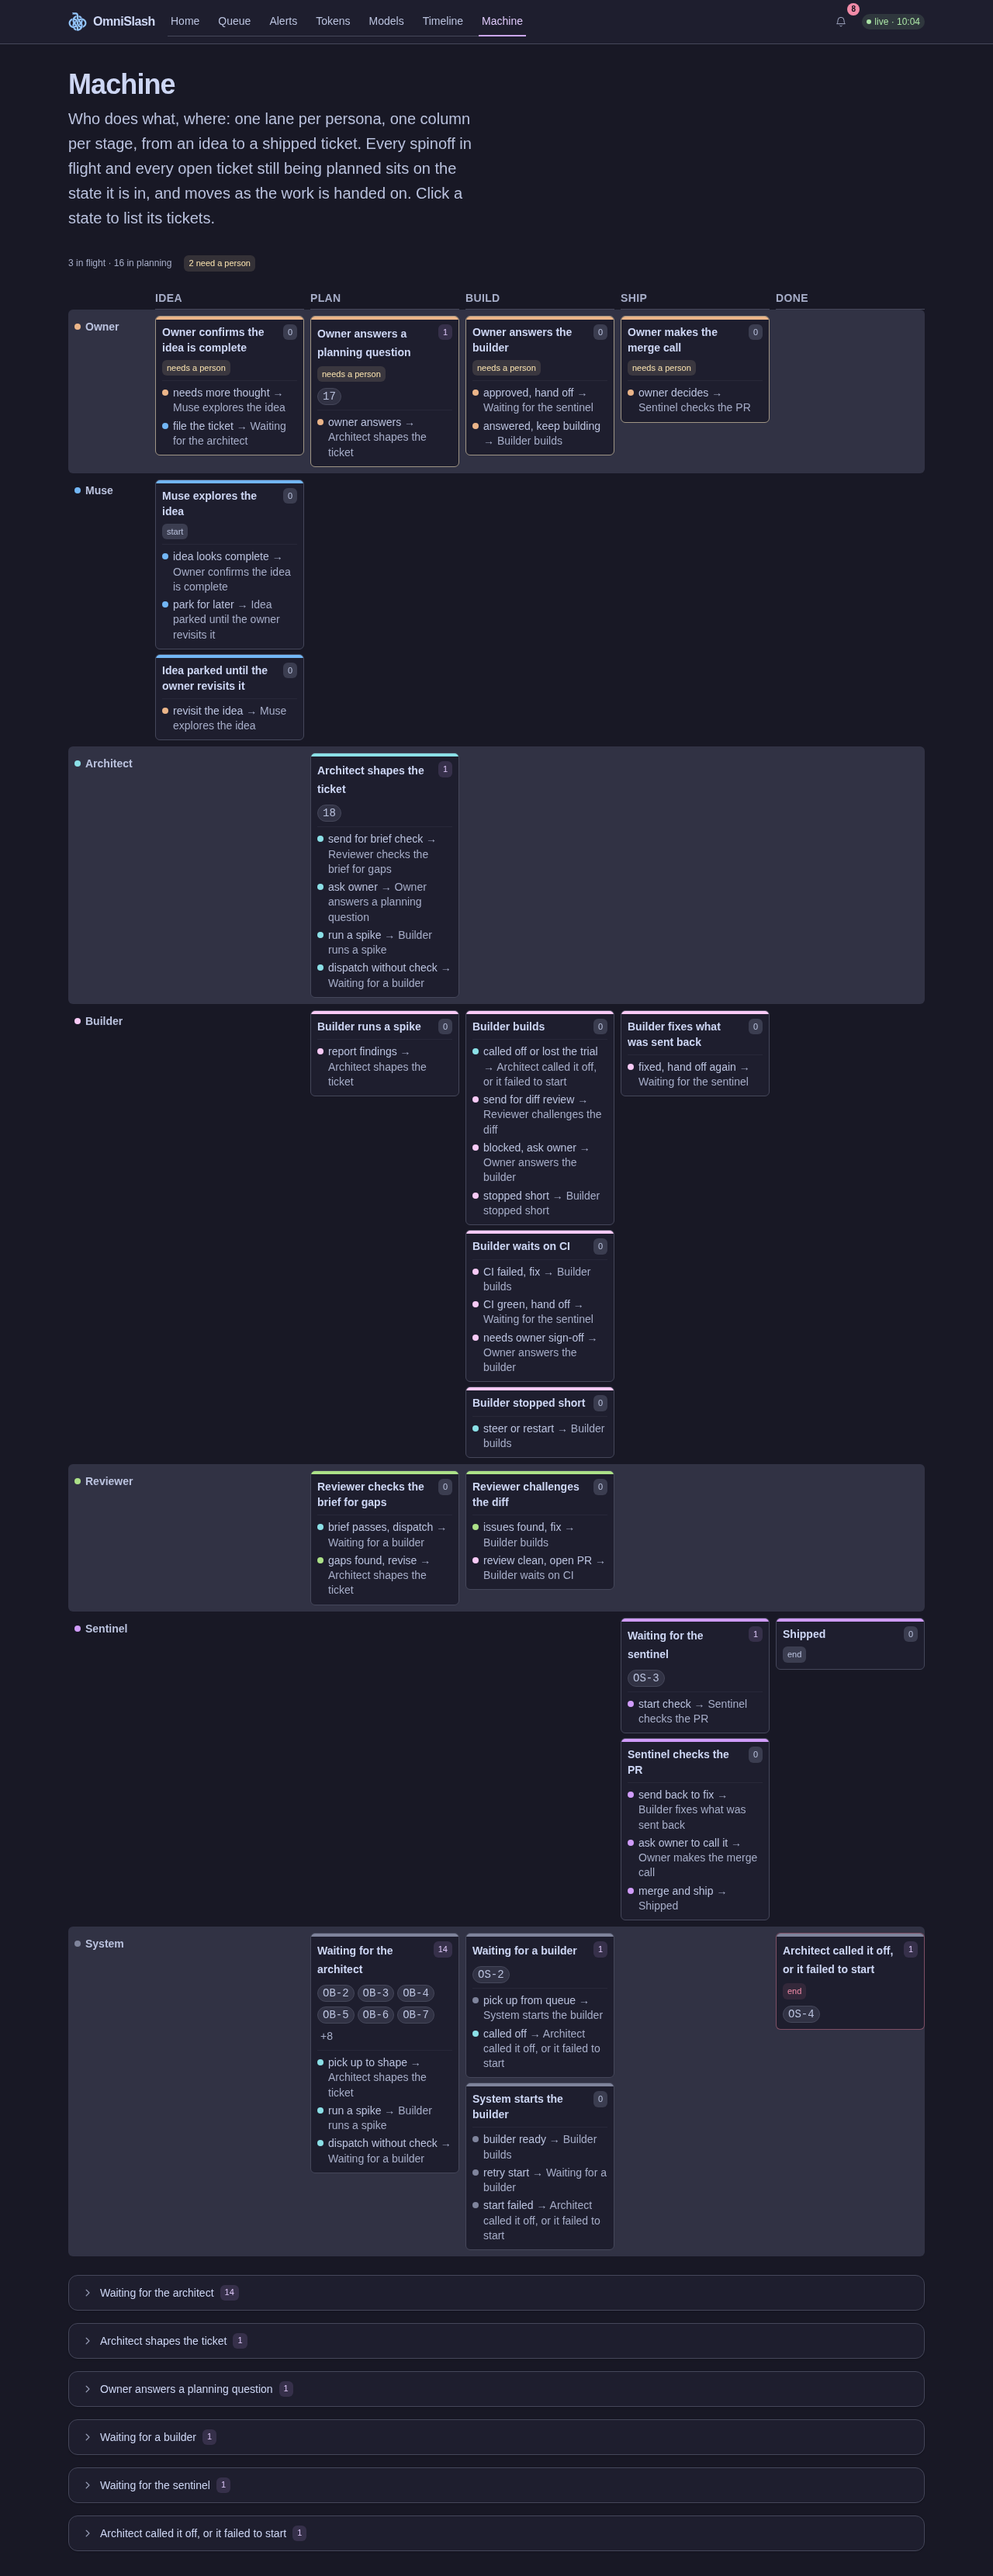 OmniSlash Home Queue Alerts Tokens Models Timeline Machine 8 live · 10:04
Machine
Who does what, where: one lane per persona, one column
per stage, from an idea to a shipped ticket. Every spinoff in
flight and every open ticket still being planned sits on the
state it is in, and moves as the work is handed on. Click a
state to list its tickets.
3 in flight · 16 in planning 2 need a person
IDEA PLAN BUILD SHIP DONE
Owner
Owner confirms the 0
idea is complete
needs a person
needs more thought →
Muse explores the idea
file the ticket → Waiting
for the architect
Owner answers a 1
planning question
needs a person
17
owner answers →
Architect shapes the
ticket
Owner answers the 0
builder
needs a person
approved, hand off →
Waiting for the sentinel
answered, keep building
→ Builder builds
Owner makes the 0
merge call
needs a person
owner decides →
Sentinel checks the PR
Muse
Muse explores the 0
idea
start
idea looks complete →
Owner confirms the idea
is complete
park for later → Idea
parked until the owner
revisits it
Idea parked until the 0
owner revisits it
revisit the idea → Muse
explores the idea
Architect
Architect shapes the 1
ticket
18
send for brief check →
Reviewer checks the
brief for gaps
ask owner → Owner
answers a planning
question
run a spike → Builder
runs a spike
dispatch without check →
Waiting for a builder
Builder
Builder runs a spike 0
report findings →
Architect shapes the
ticket
Builder builds 0
called off or lost the trial
→ Architect called it off,
or it failed to start
send for diff review →
Reviewer challenges the
diff
blocked, ask owner →
Owner answers the
builder
stopped short → Builder
stopped short
Builder waits on CI 0
CI failed, fix → Builder
builds
CI green, hand off →
Waiting for the sentinel
needs owner sign-off →
Owner answers the
builder
Builder stopped short 0
steer or restart → Builder
builds
Builder fixes what 0
was sent back
fixed, hand off again →
Waiting for the sentinel
Reviewer
Reviewer checks the 0
brief for gaps
brief passes, dispatch →
Waiting for a builder
gaps found, revise →
Architect shapes the
ticket
Reviewer challenges 0
the diff
issues found, fix →
Builder builds
review clean, open PR →
Builder waits on CI
Sentinel
Waiting for the 1
sentinel
OS-3
start check → Sentinel
checks the PR
Sentinel checks the 0
PR
send back to fix →
Builder fixes what was
sent back
ask owner to call it →
Owner makes the merge
call
merge and ship →
Shipped
Shipped 0
end
System
Waiting for the 14
architect
OB-2 OB-3 OB-4
OB-5 OB-6 OB-7
+8
pick up to shape →
Architect shapes the
ticket
run a spike → Builder
runs a spike
dispatch without check →
Waiting for a builder
Waiting for a builder 1
OS-2
pick up from queue →
System starts the builder
called off → Architect
called it off, or it failed to
start
System starts the 0
builder
builder ready → Builder
builds
retry start → Waiting for a
builder
start failed → Architect
called it off, or it failed to
start
Architect called it off, 1
or it failed to start
end
OS-4
Waiting for the architect 14
Architect shapes the ticket 1
Owner answers a planning question 1
Waiting for a builder 1
Waiting for the sentinel 1
Architect called it off, or it failed to start 1